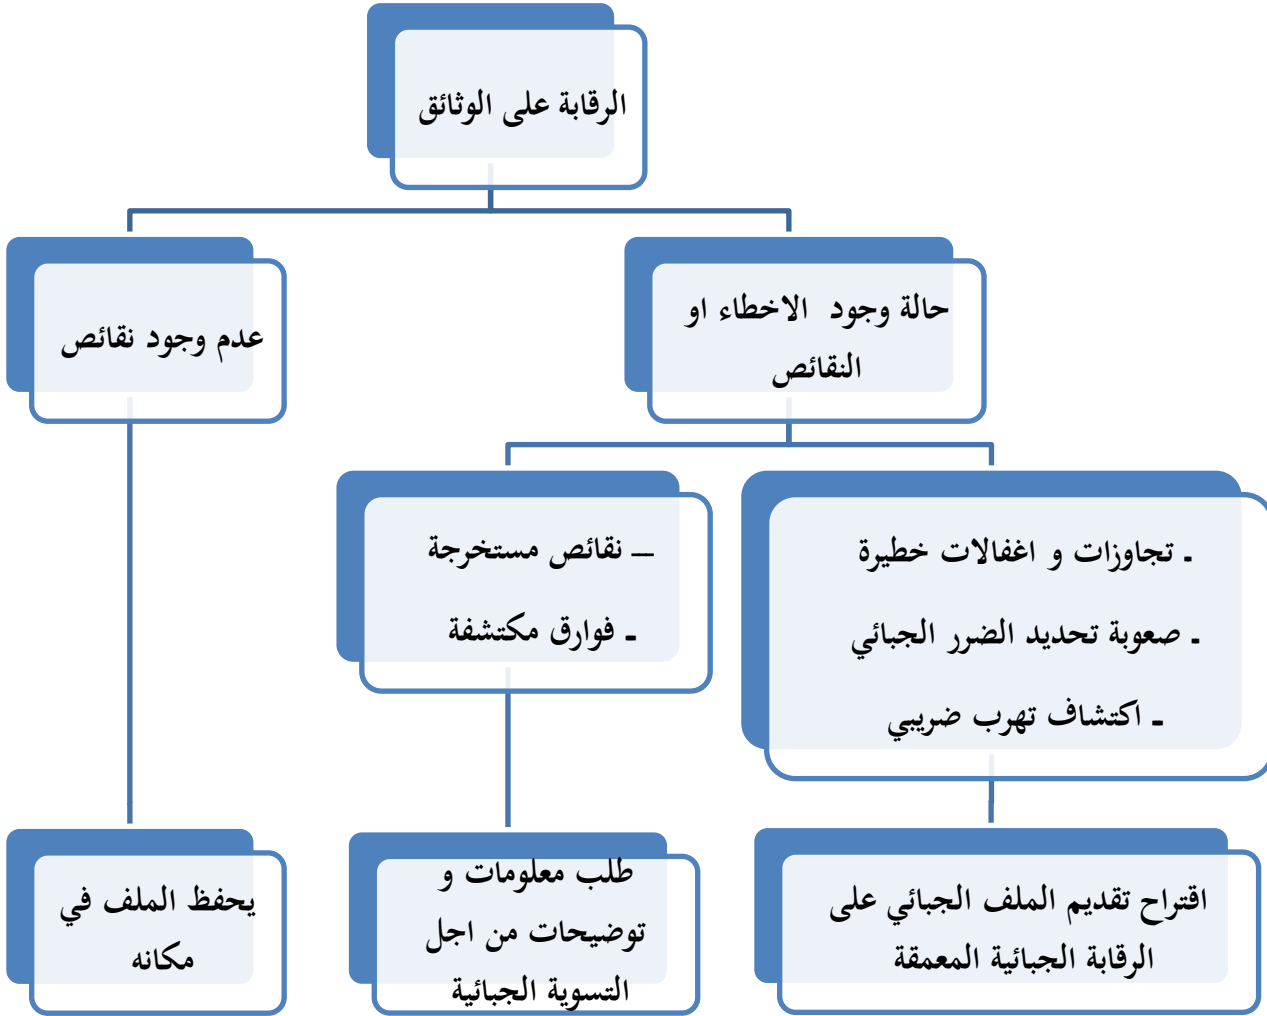 الرقابة على الوثائق
حالة وجود الاخطاء او
النقائص
عدم وجود نقائص
ـ تجاوزات و اغفالات خطيرة
ـ صعوبة تحديد الضرر الجبائي
ـ اكتشاف تهرب ضريبي
– نقائص مستخرجة
ـ فوارق مكتشفة
اقتراح تقديم الملف الجبائي على
الرقابة الجبائية المعمقة
طلب معلومات و
توضيحات من اجل
التسوية الجبائية
يحفظ الملف في
مكانه